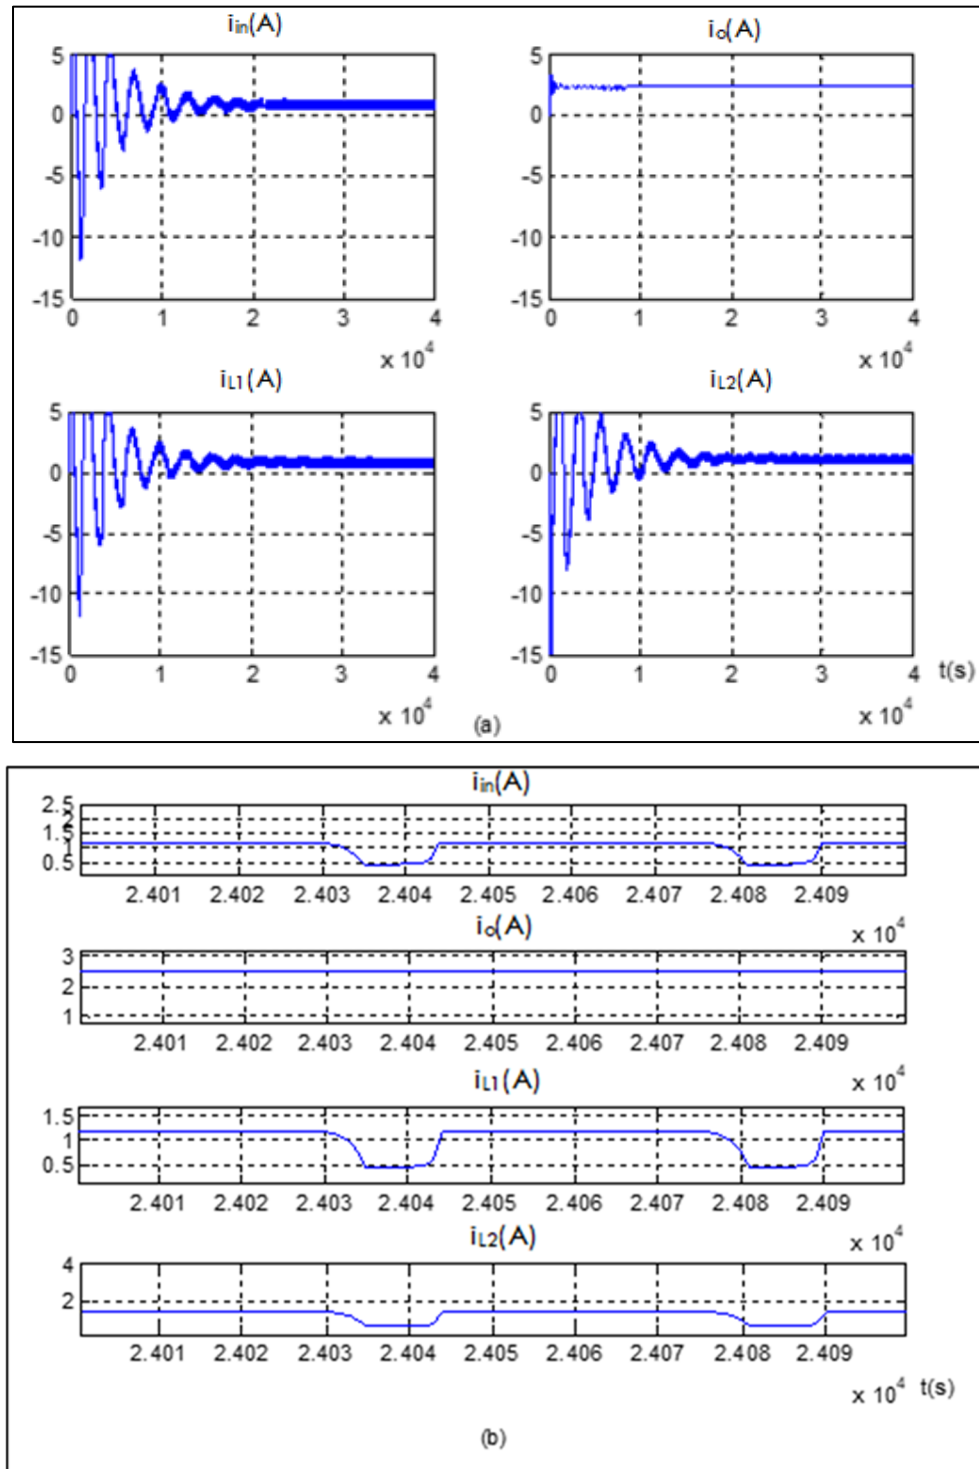 iin(A) io(A)
5 5
0 0
-5 -5
-10 -10
-15 -15
0 1 2 3 4 0 1 2 3 4
x 10^4 x 10^4
iL1(A) iL2(A)
5 5
0 0
-5 -5
-10 -10
-15 -15
0 1 2 3 4 0 1 2 3 4 t(s)
x 10^4 (a) x 10^4
iin(A)
2.5
2
1.5
1
0.5
2.401 2.402 2.403 2.404 2.405 2.406 2.407 2.408 2.409
io(A) x 10^4
3
2
1
2.401 2.402 2.403 2.404 2.405 2.406 2.407 2.408 2.409
iL1(A) x 10^4
1.5
1
0.5
2.401 2.402 2.403 2.404 2.405 2.406 2.407 2.408 2.409
iL2(A) x 10^4
4
2
2.401 2.402 2.403 2.404 2.405 2.406 2.407 2.408 2.409
x 10^4 t(s)
(b)